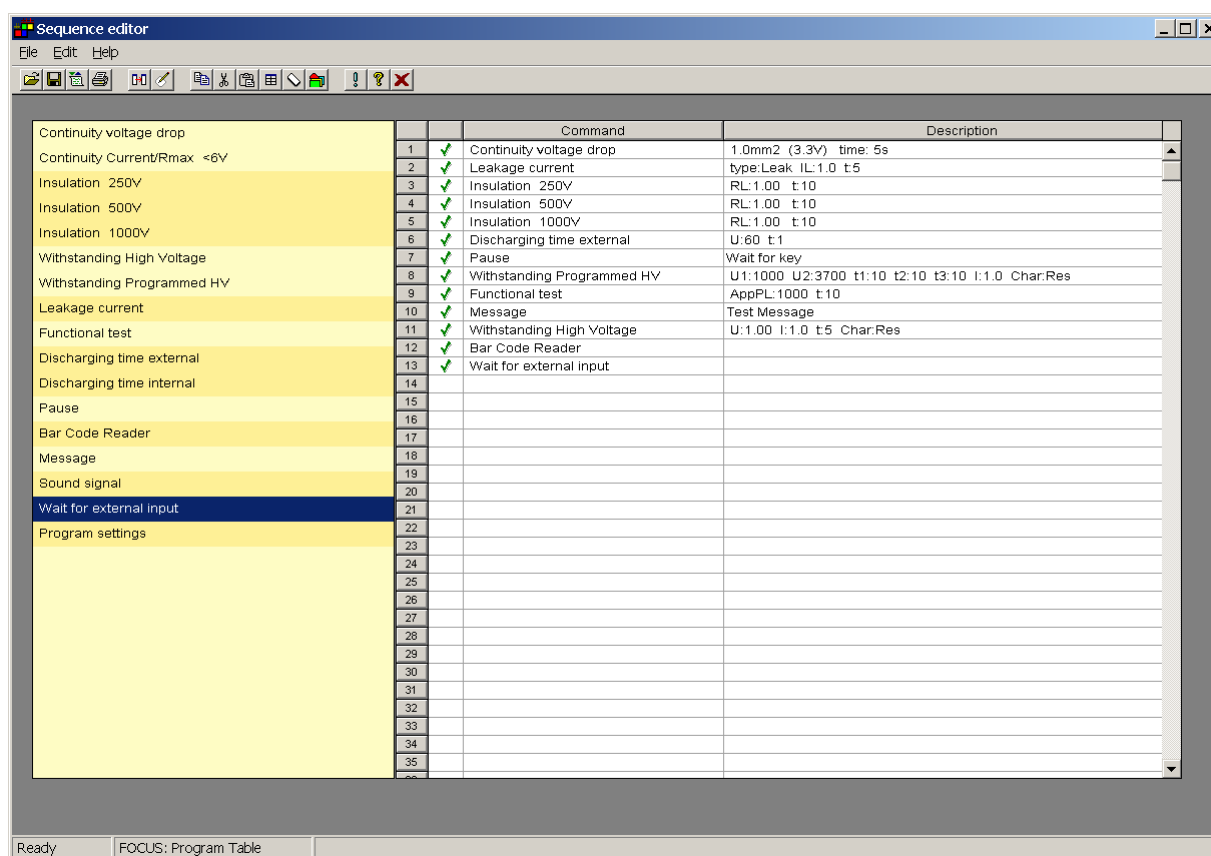 Sequence editor
File Edit Help
Continuity voltage drop
Continuity Current/Rmax <6V
Insulation 250V
Insulation 500V
Insulation 1000V
Withstanding High Voltage
Withstanding Programmed HV
Leakage current
Functional test
Discharging time external
Discharging time internal
Pause
Bar Code Reader
Message
Sound signal
Wait for external input
Program settings
Command Description
1 Continuity voltage drop 1.0mm2 (3.3V) time: 5s
2 Leakage current type:Leak IL:1.0 t:5
3 Insulation 250V RL:1.00 t:10
4 Insulation 500V RL:1.00 t:10
5 Insulation 1000V RL:1.00 t:10
6 Discharging time external U:60 t:1
7 Pause Wait for key
8 Withstanding Programmed HV U1:1000 U2:3700 t1:10 t2:10 t3:10 I:1.0 Char:Res
9 Functional test AppPL:1000 t:10
10 Message Test Message
11 Withstanding High Voltage U:1.00 I:1.0 t:5 Char:Res
12 Bar Code Reader
13 Wait for external input
14
15
16
17
18
19
20
21
22
23
24
25
26
27
28
29
30
31
32
33
34
35
Ready FOCUS: Program Table